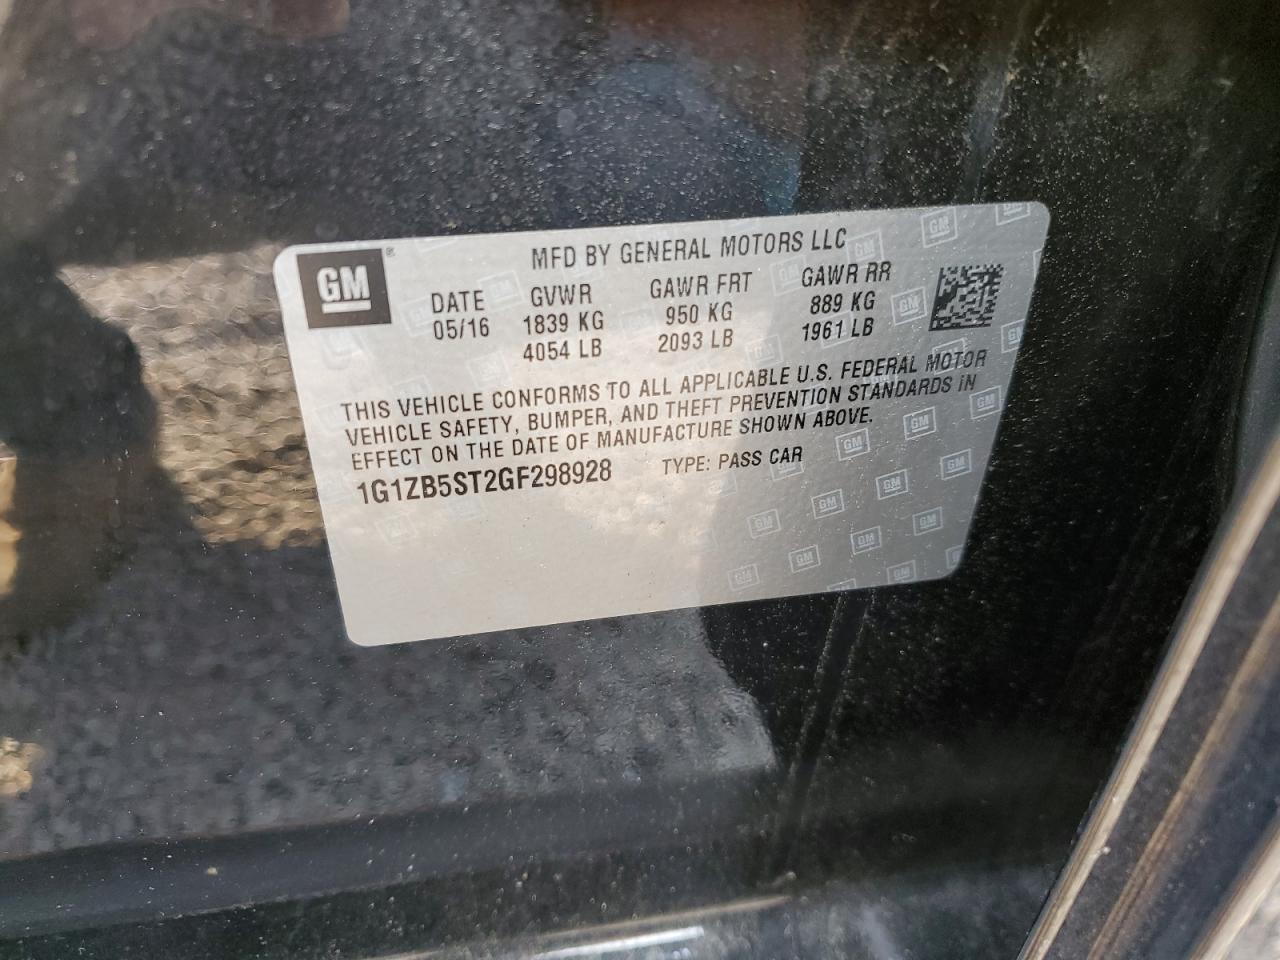 GM
MFD BY GENERAL MOTORS LLC
DATE GVWR GAWR FRT GAWR RR
05/16 1839 KG 950 KG 889 KG
4054 LB 2093 LB 1961 LB
THIS VEHICLE CONFORMS TO ALL APPLICABLE U.S. FEDERAL MOTOR
VEHICLE SAFETY, BUMPER, AND THEFT PREVENTION STANDARDS IN
EFFECT ON THE DATE OF MANUFACTURE SHOWN ABOVE.
1G1ZB5ST2GF298928 TYPE: PASS CAR